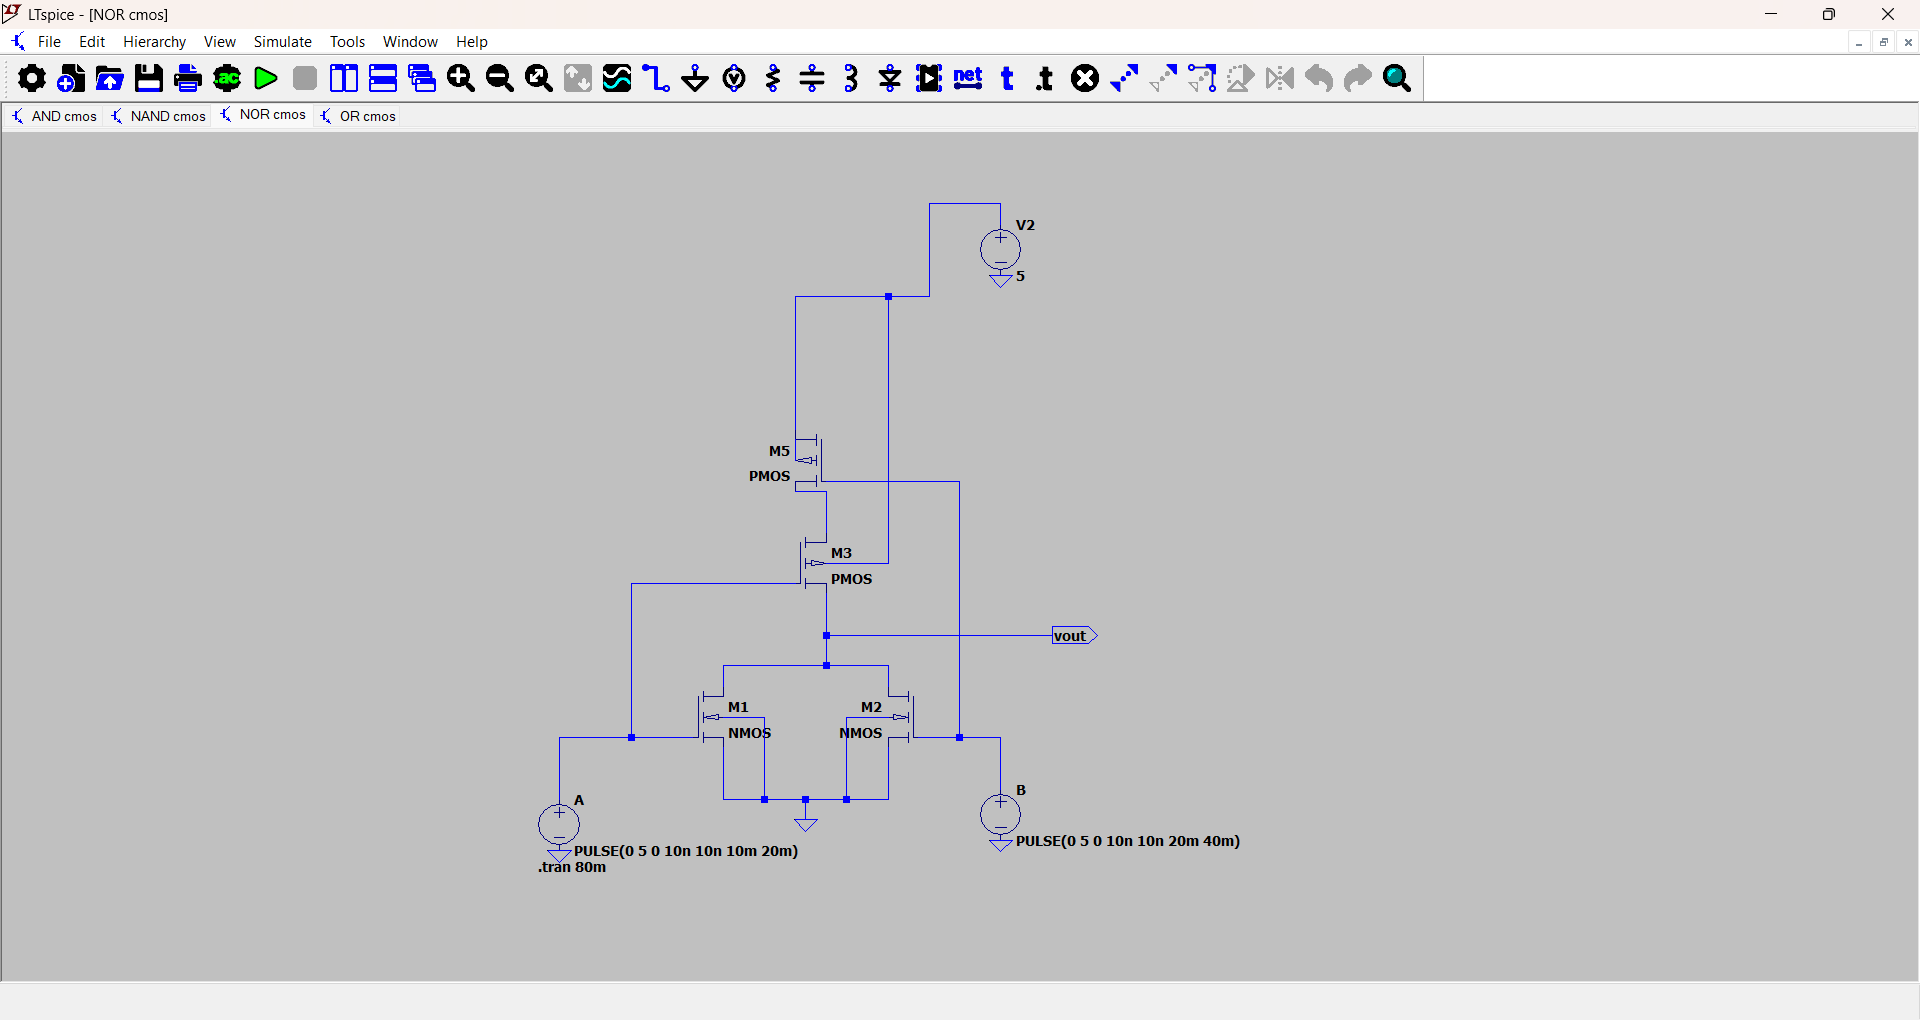 LTspice - [NOR cmos]
File Edit Hierarchy View Simulate Tools Window Help
.ac net t .t
AND cmos NAND cmos NOR cmos OR cmos
V2
5
M5
PMOS
M3
PMOS
vout
M1 M2
NMOS NMOS
A B
PULSE(0 5 0 10n 10n 10m 20m) PULSE(0 5 0 10n 10n 20m 40m)
.tran 80m